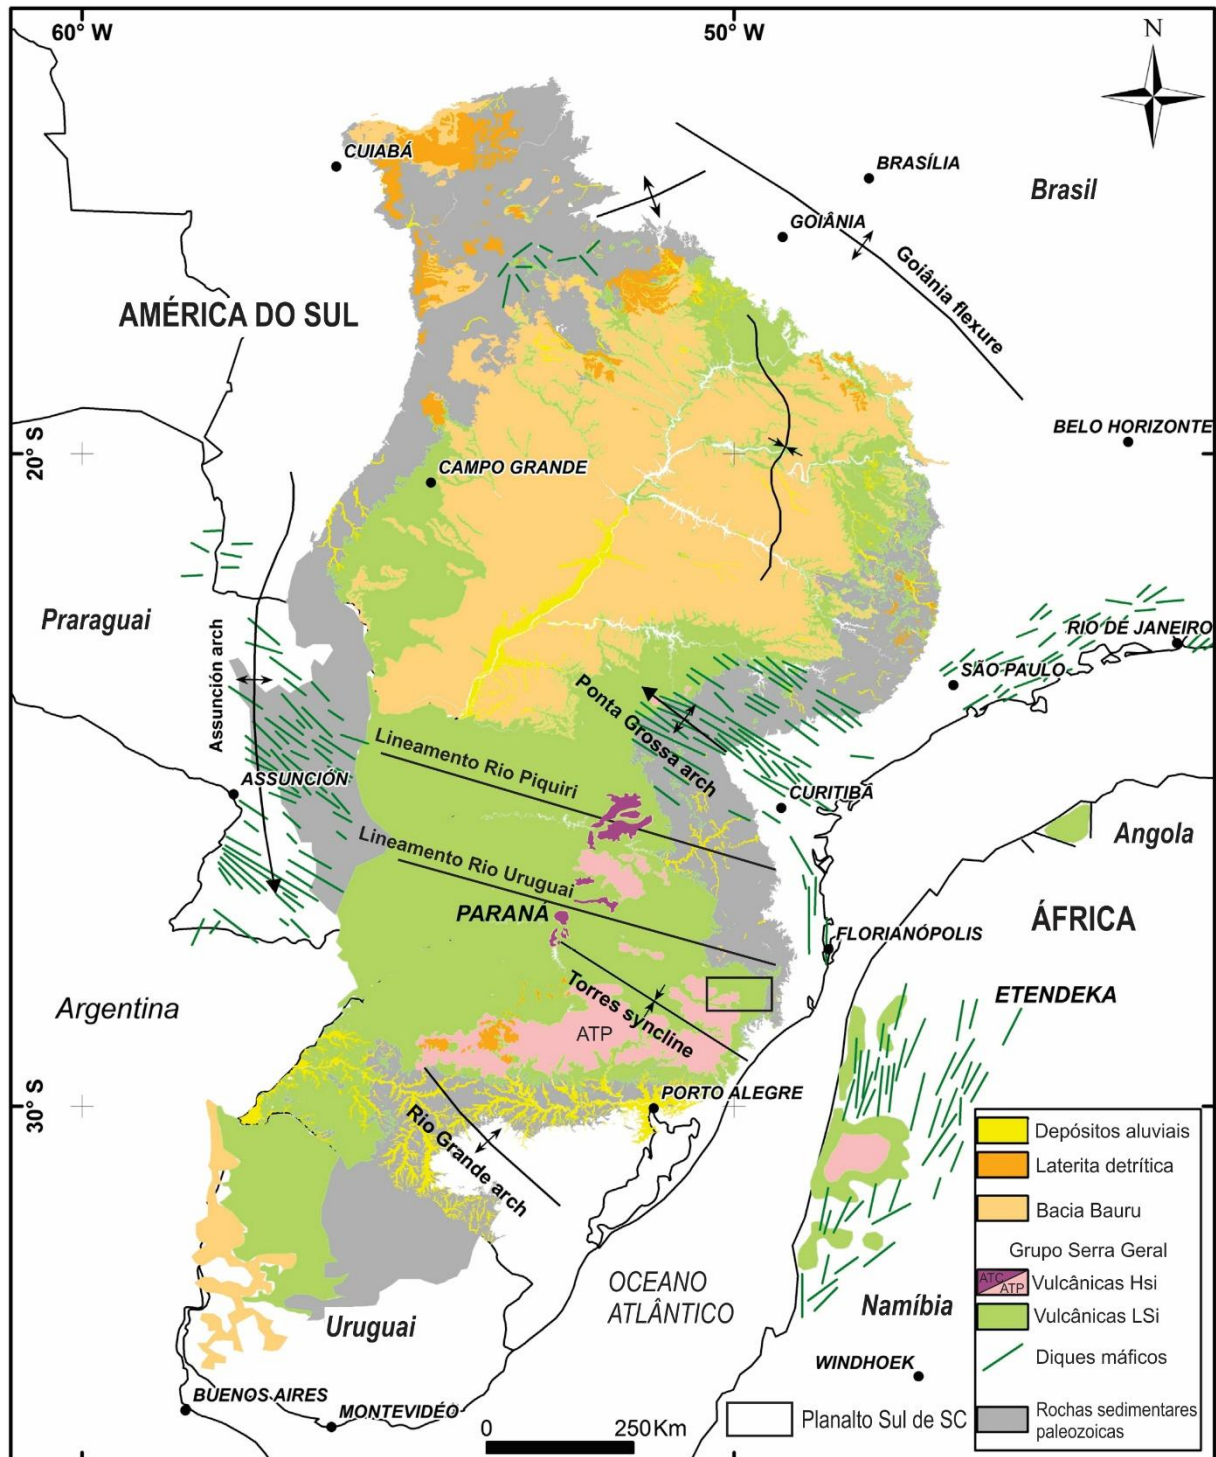 60° W
50° W
N
CUIABÁ
BRASÍLIA
Brasil
GOIÂNIA
Goiânia flexure
AMÉRICA DO SUL
BELO HORIZONTE
20° S
CAMPO GRANDE
Praraguai
RIO DE JANEIRO
SÃO PAULO
Assunción arch
Ponta Grossa arch
Lineamento Rio Piquiri
ASSUNCIÓN
CURITIBA
Angola
Lineamento Rio Uruguai
PARANÁ
ÁFRICA
FLORIANÓPOLIS
ETENDEKA
Argentina
Torres syncline
ATP
30° S
PORTO ALEGRE
Rio Grande arch
OCEANO
ATLÂNTICO
Namíbia
Uruguai
WINDHOEK
BUENOS AIRES
MONTEVIDÉO
0
250Km
Planalto Sul de SC
Depósitos aluviais
Laterita detrítica
Bacia Bauru
Grupo Serra Geral
ATC
ATP
Vulcânicas Hsi
Vulcânicas LSi
Diques máficos
Rochas sedimentares
paleozoicas